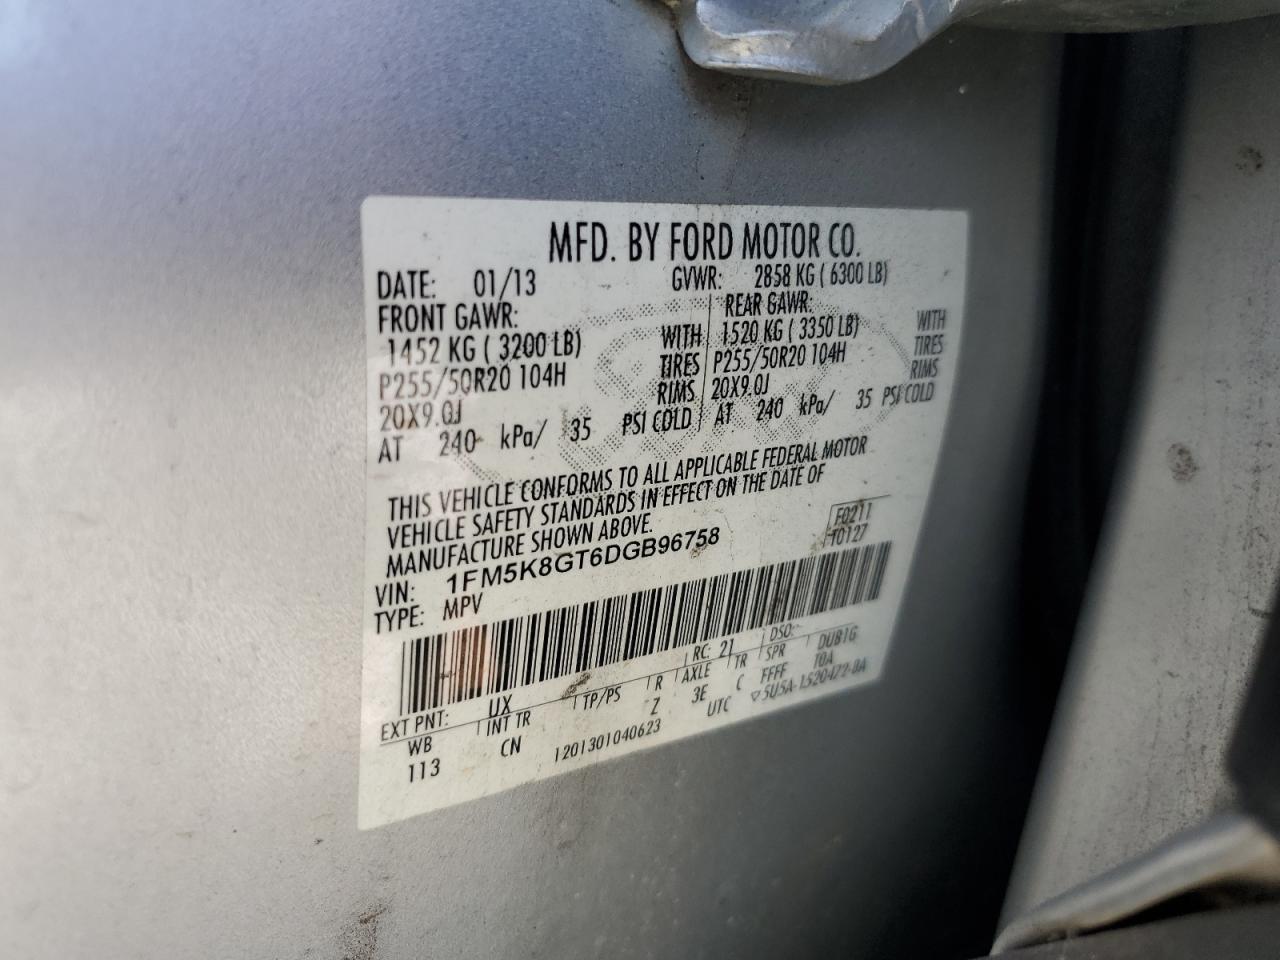 MFD. BY FORD MOTOR CO.
DATE: 01/13 GVWR: 2858 KG ( 6300 LB)
FRONT GAWR: REAR GAWR:
1452 KG ( 3200 LB) WITH 1520 KG ( 3350 LB) WITH
P255/50R20 104H TIRES P255/50R20 104H TIRES
20X9.0J RIMS 20X9.0J RIMS
AT 240 kPa/ 35 PSI COLD AT 240 kPa/ 35 PSI COLD
THIS VEHICLE CONFORMS TO ALL APPLICABLE FEDERAL MOTOR
VEHICLE SAFETY STANDARDS IN EFFECT ON THE DATE OF
MANUFACTURE SHOWN ABOVE.
F0211
T0127
VIN: 1FM5K8GT6DGB96758
TYPE: MPV
EXT PNT: UX RC: 21 DSO:
WB INT TR TP/PS R AXLE TR SPR DUB1G
113 CN Z 3E C FFFF TOA
1201301040623 UTC ▽5U5A-1520472-DA